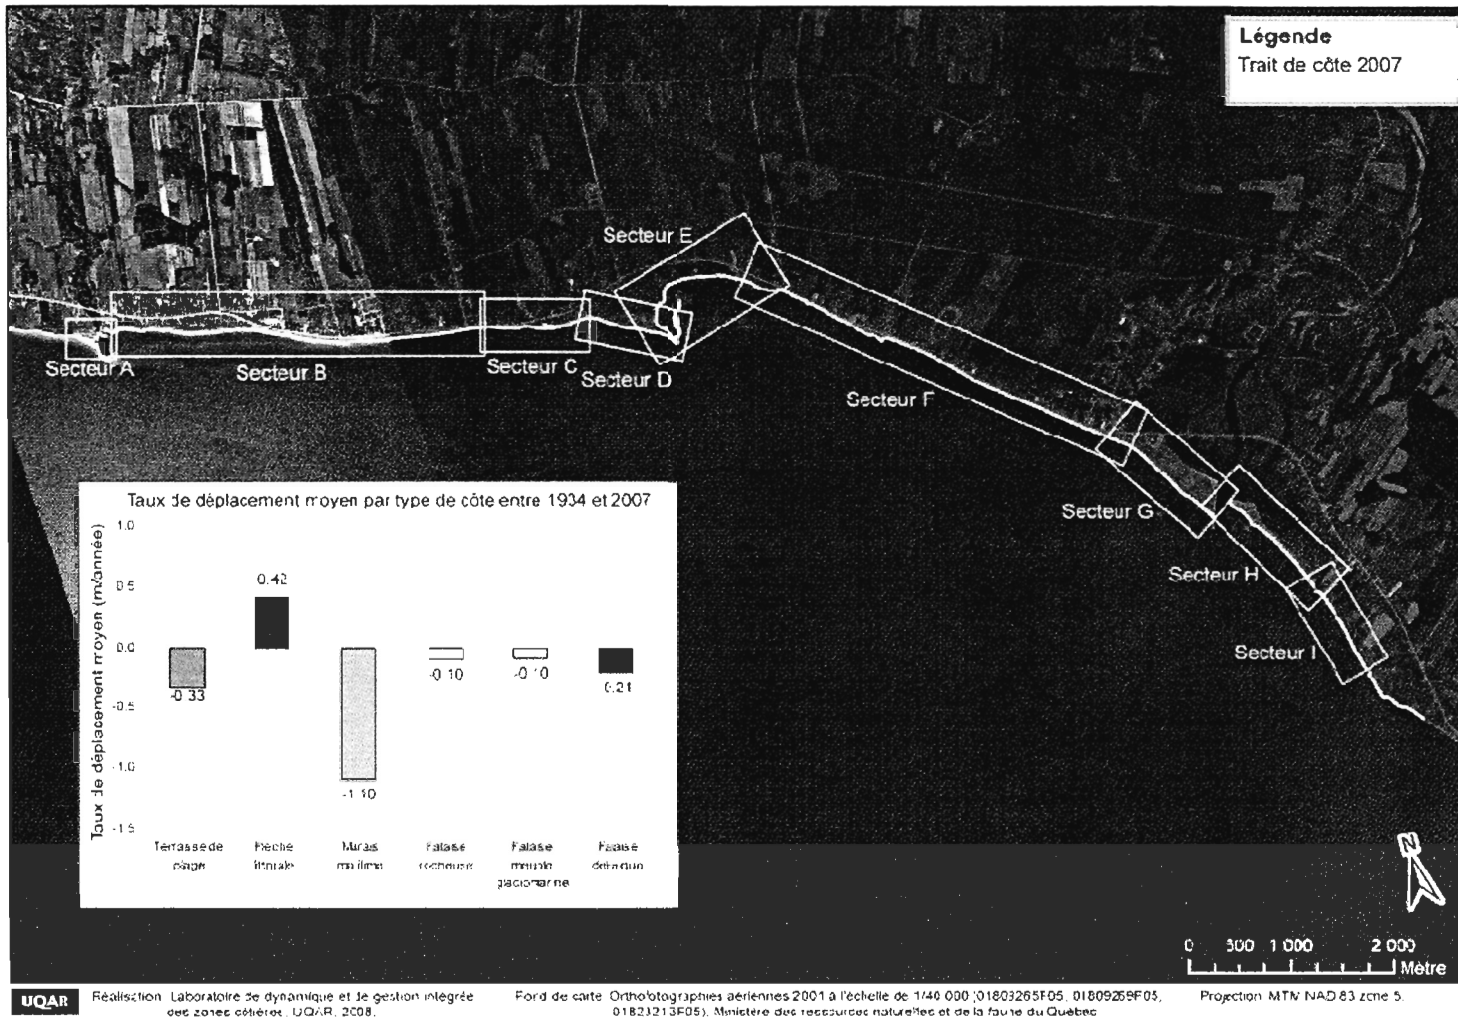 Légende
Trait de côte 2007
Secteur E
Secteur A
Secteur B
Secteur C
Secteur D
Secteur F
Secteur G
Secteur H
Secteur I
Taux de déplacement moyen par type de côte entre 1934 et 2007
Taux de déplacement moyen (m/année)
1.0
0.5
0.0
-0.5
-1.0
-1.5
-0.33
0.42
-1.10
-0.10
-0.10
-0.21
Terrasse de plage
Flèche littorale
Marais maritime
Falaise rocheuse
Falaise meuble glaciomarine
Falaise deltaïque
N
0 500 1 000 2 000
Mètre
UQAR
Réalisation: Laboratoire de dynamique et de gestion intégrée
des zones côtières, UQAR, 2008.
Fond de carte: Orthophotographies aériennes 2001 à l'échelle de 1/40 000 (01809265F05, 01809269F05,
01823213F05), Ministère des ressources naturelles et de la faune du Québec
Projection: MTM NAD 83 zone 5.